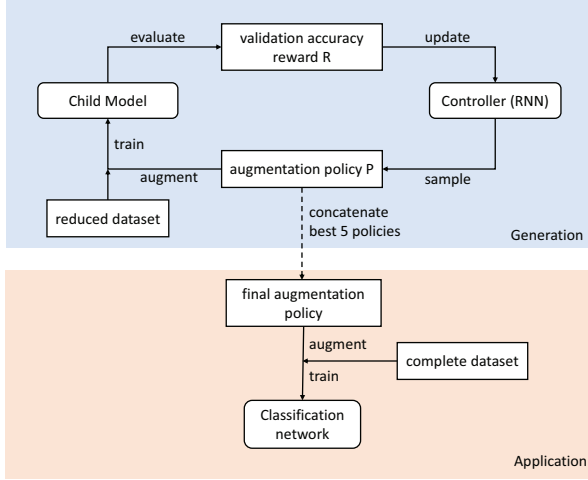 evaluate
validation accuracy
reward R
update
Child Model
Controller (RNN)
train
augment
augmentation policy P
sample
reduced dataset
concatenate
best 5 policies
Generation
final augmentation
policy
augment
complete dataset
train
Classification
network
Application